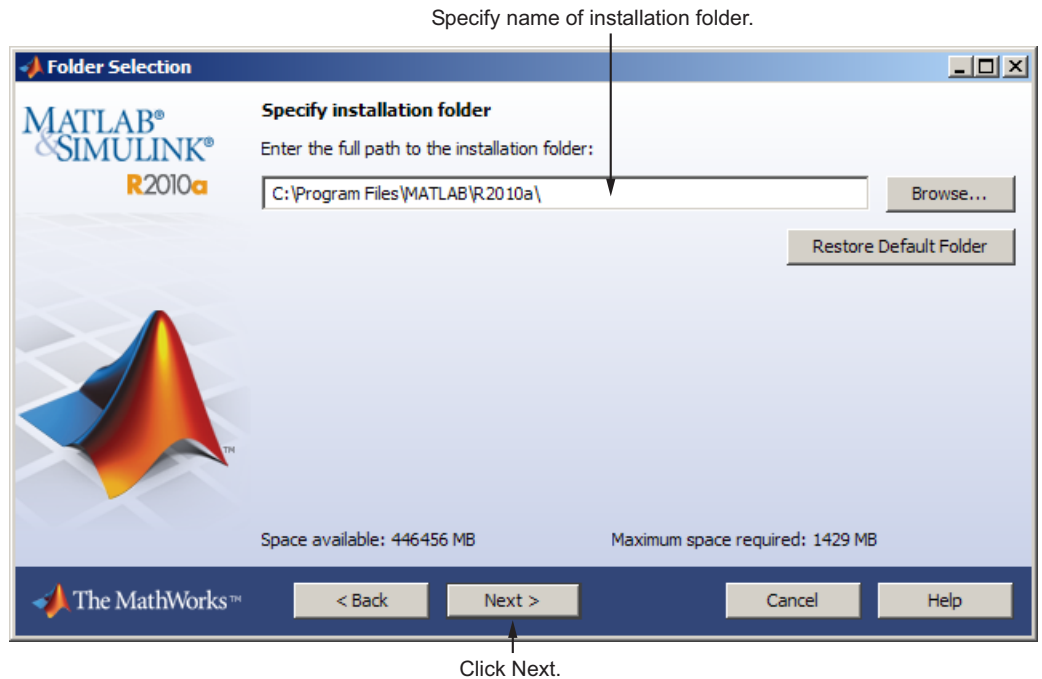 Specify name of installation folder.
Folder Selection
MATLAB®
&SIMULINK®
R2010a
Specify installation folder
Enter the full path to the installation folder:
C:\Program Files\MATLAB\R2010a\
Browse...
Restore Default Folder
TM
Space available: 446456 MB
Maximum space required: 1429 MB
The MathWorks™
< Back
Next >
Cancel
Help
Click Next.